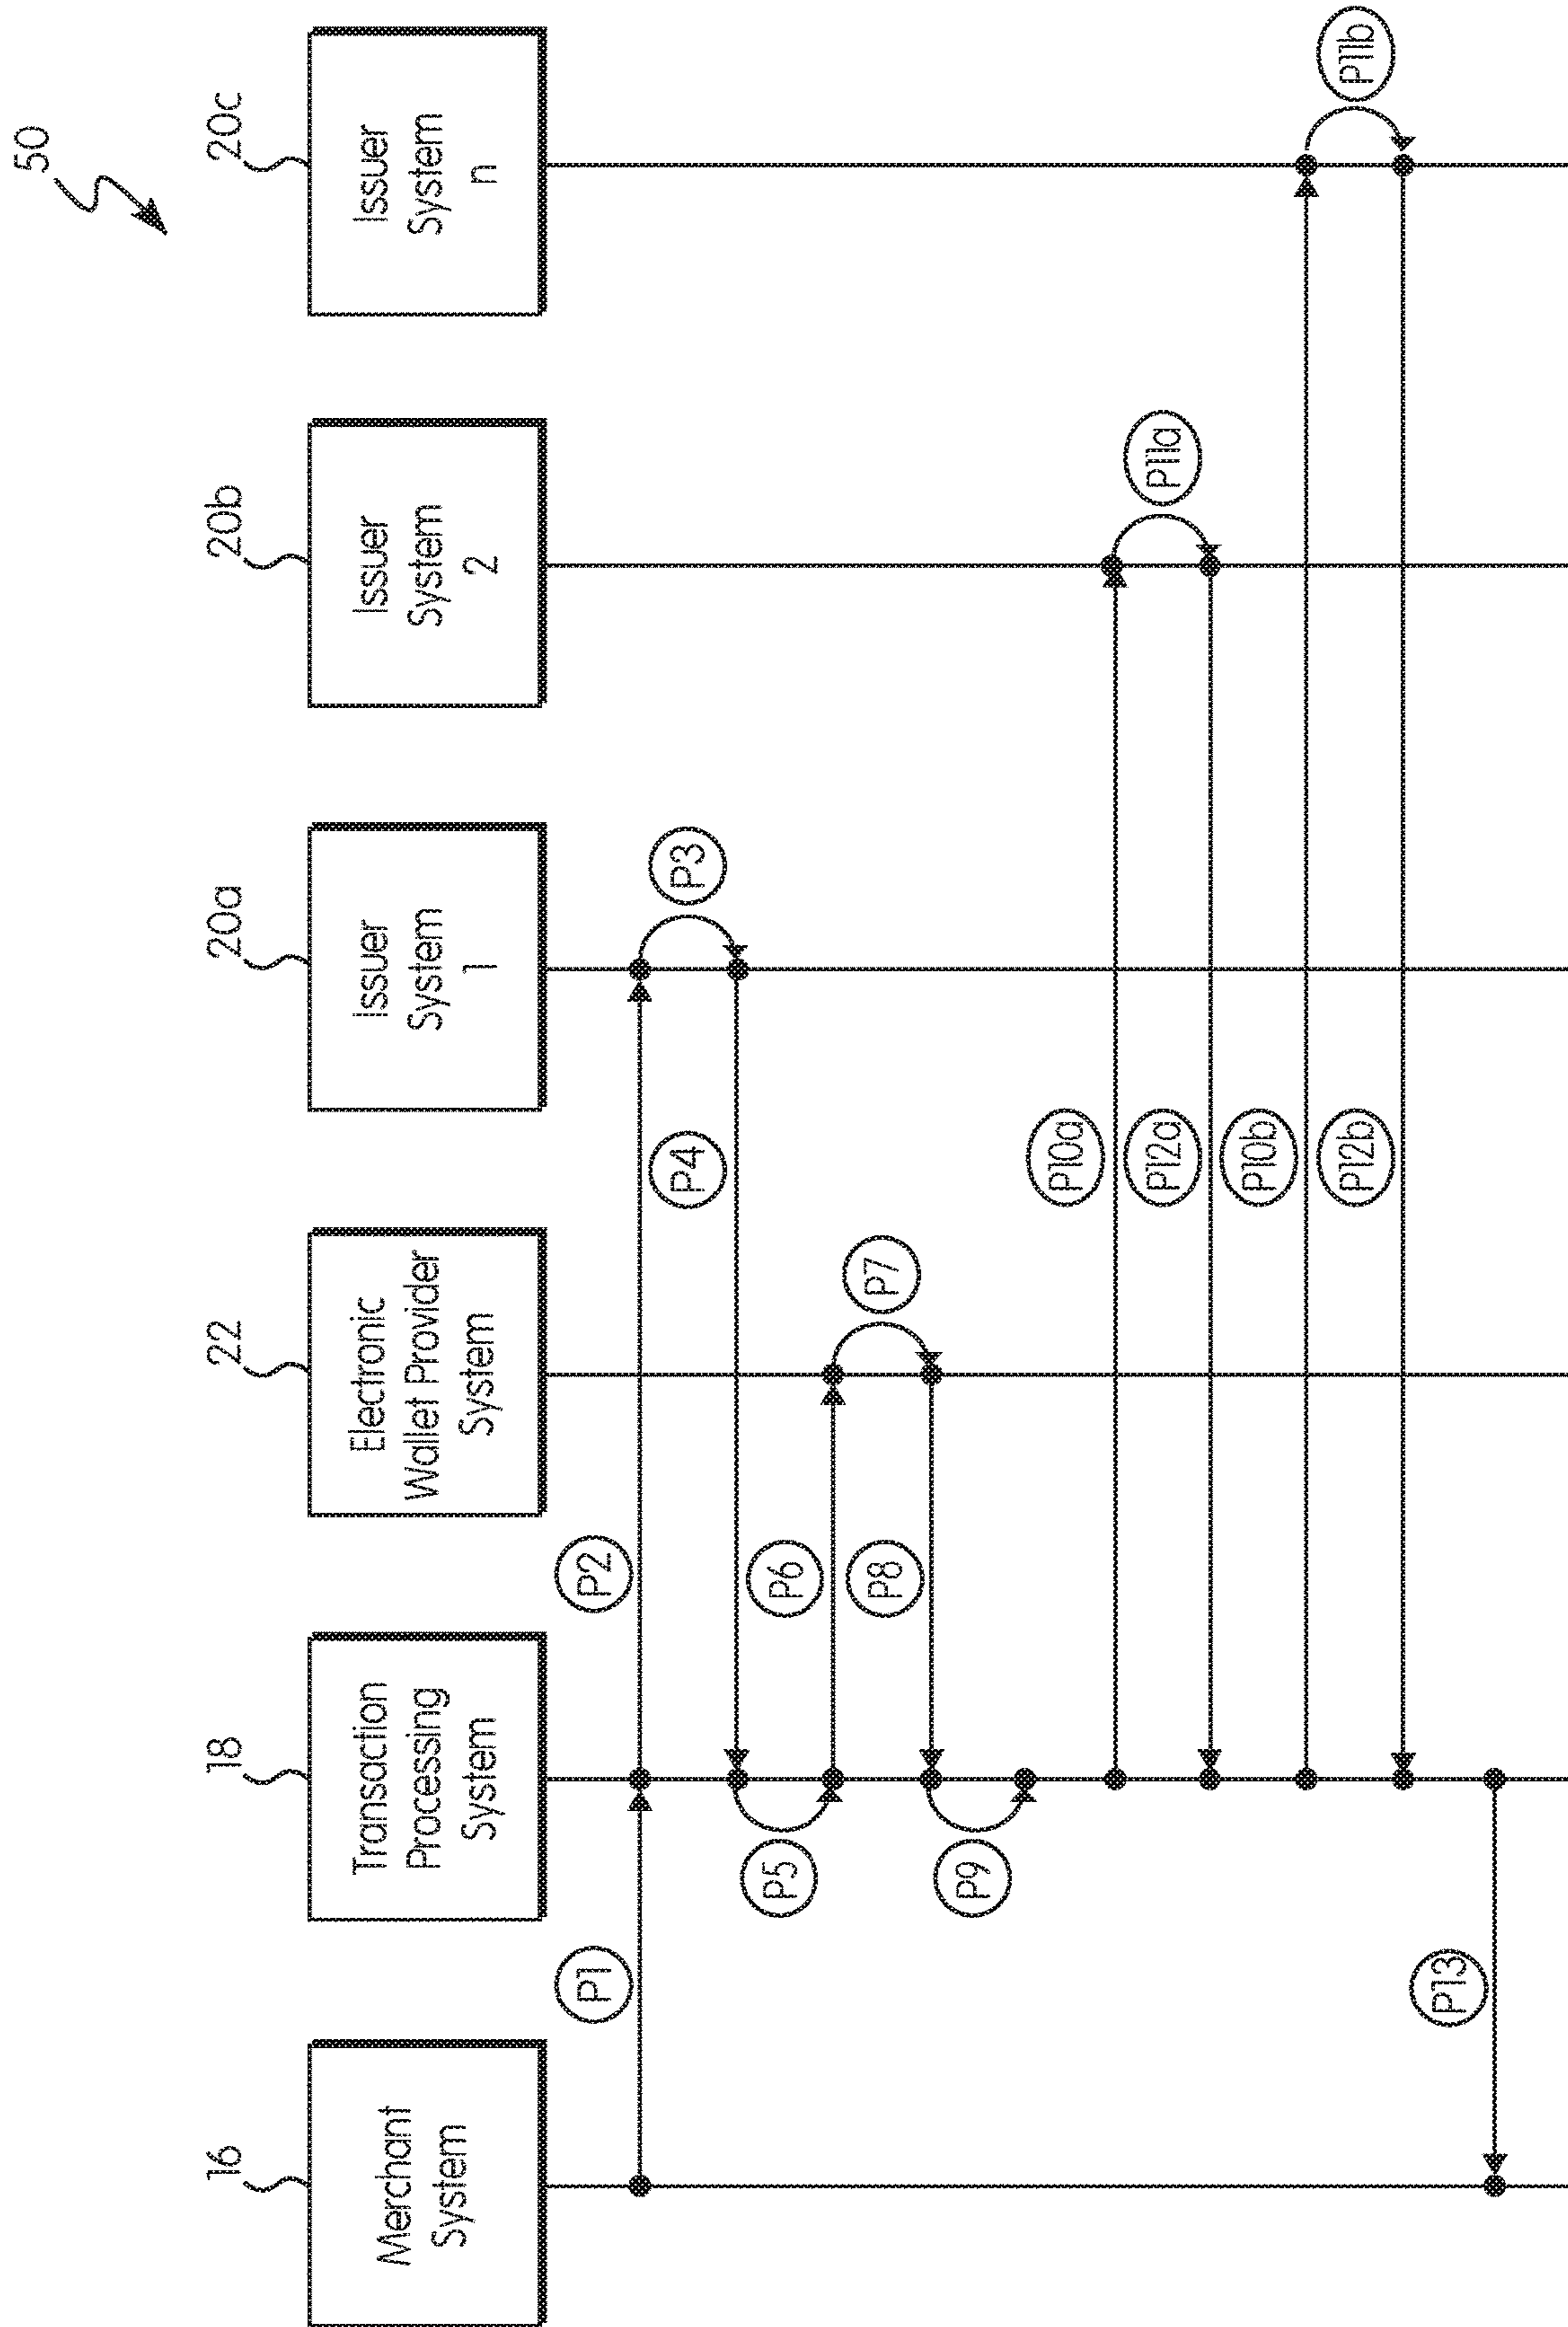 50
16
18
22
20a
20b
20c
Merchant
System
Transaction
Processing
System
Electronic
Wallet Provider
System
Issuer
System
1
Issuer
System
2
Issuer
System
n
P1
P2
P3
P4
P5
P6
P7
P8
P9
P10a
P11a
P12a
P10b
P11b
P12b
P13